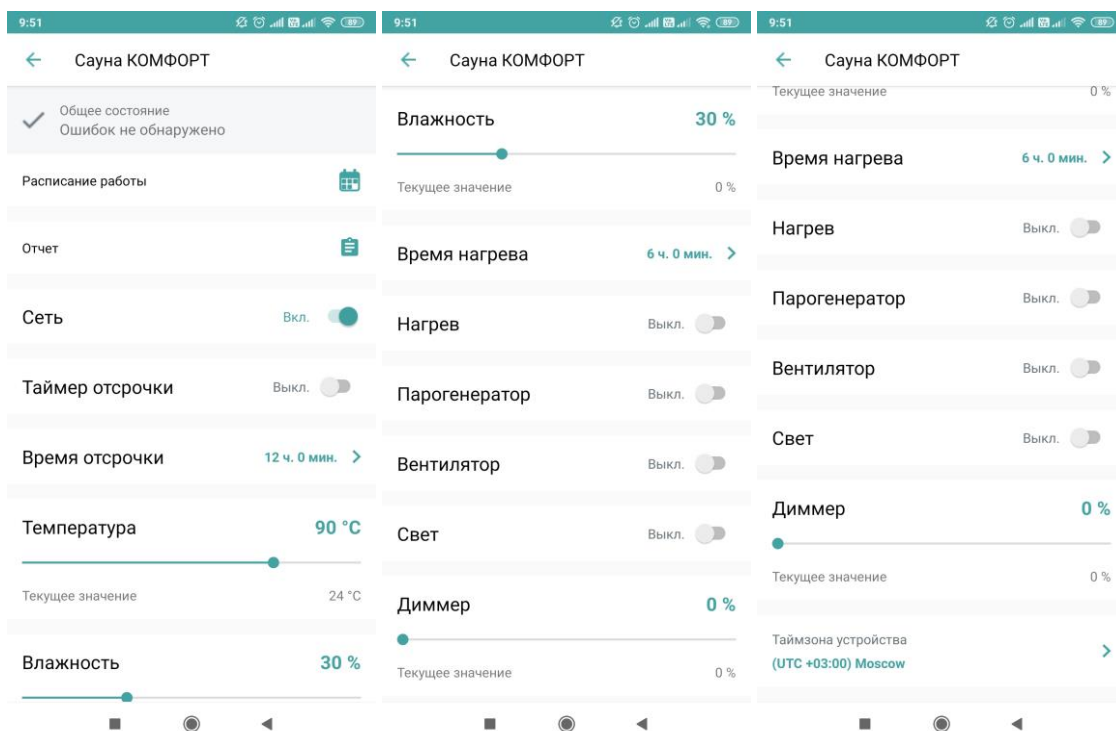 9:51
89
Сауна КОМФОРТ
Общее состояние
Ошибок не обнаружено
Расписание работы
Отчет
Сеть Вкл.
Таймер отсрочки Выкл.
Время отсрочки 12 ч. 0 мин.
Температура 90 °C
Текущее значение 24 °C
Влажность 30 %
9:51
89
Сауна КОМФОРТ
Влажность 30 %
Текущее значение 0 %
Время нагрева 6 ч. 0 мин.
Нагрев Выкл.
Парогенератор Выкл.
Вентилятор Выкл.
Свет Выкл.
Диммер 0 %
Текущее значение 0 %
9:51
89
Сауна КОМФОРТ
Текущее значение 0 %
Время нагрева 6 ч. 0 мин.
Нагрев Выкл.
Парогенератор Выкл.
Вентилятор Выкл.
Свет Выкл.
Диммер 0 %
Текущее значение 0 %
Таймзона устройства
(UTC +03:00) Moscow